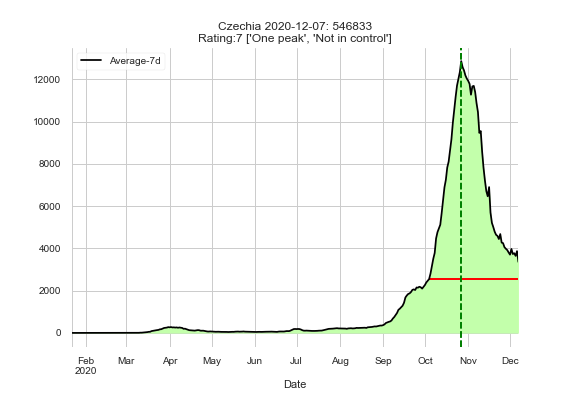 Czechia 2020-12-07: 546833
Rating:7 ['One peak', 'Not in control']
Average-7d
12000
10000
8000
6000
4000
2000
0
Feb Mar Apr May Jun Jul Aug Sep Oct Nov Dec
2020
Date